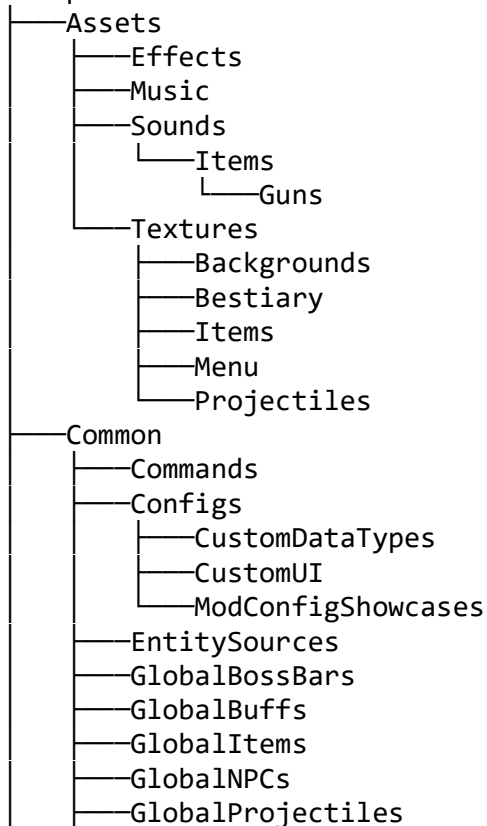 ├───Assets
│   ├───Effects
│   ├───Music
│   ├───Sounds
│   │   └───Items
│   │       └───Guns
│   └───Textures
│       ├───Backgrounds
│       ├───Bestiary
│       ├───Items
│       ├───Menu
│       └───Projectiles
├───Common
│   ├───Commands
│   ├───Configs
│   │   ├───CustomDataTypes
│   │   ├───CustomUI
│   │   └───ModConfigShowcases
│   ├───EntitySources
│   ├───GlobalBossBars
│   ├───GlobalBuffs
│   ├───GlobalItems
│   ├───GlobalNPCs
│   ├───GlobalProjectiles